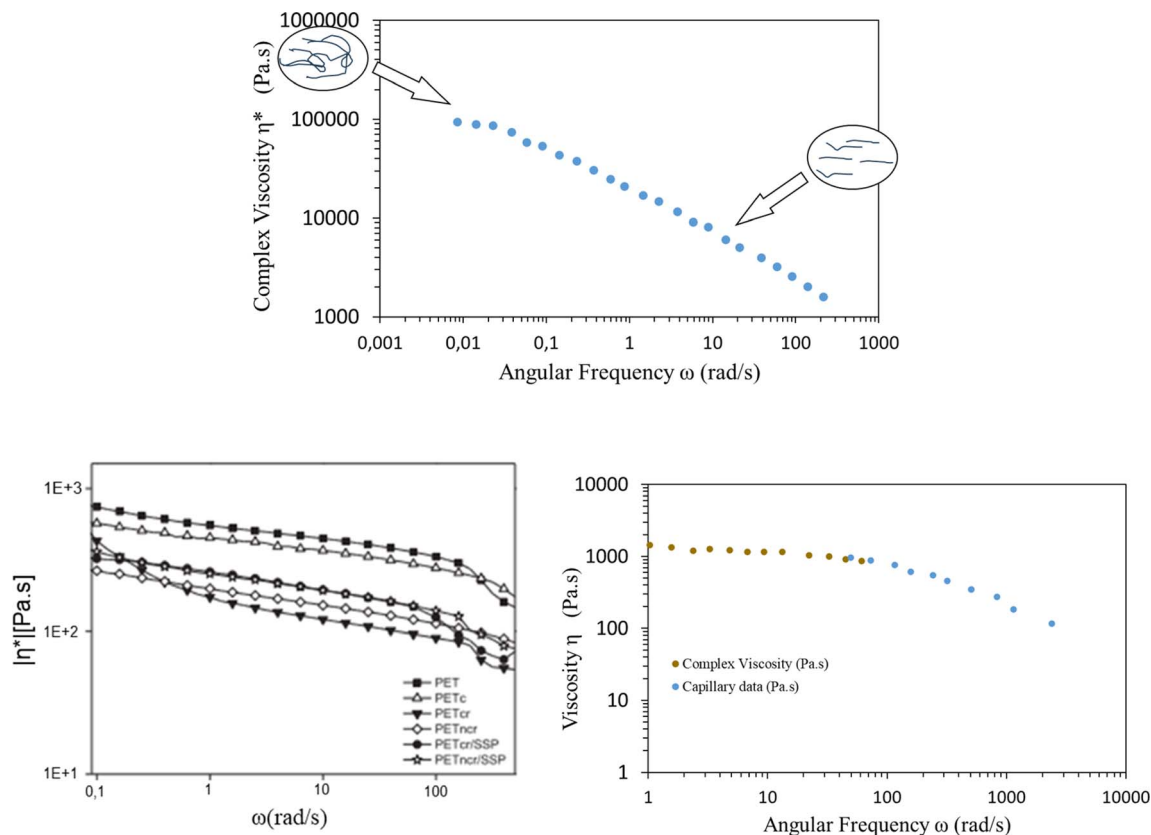 Complex Viscosity η* (Pa.s)
1000000
100000
10000
1000
0,001 0,01 0,1 1 10 100 1000
Angular Frequency ω (rad/s)
|η*|[Pa.s]
1E+3
1E+2
1E+1
PET
PETc
PETcr
PETncr
PETcr/SSP
PETncr/SSP
0,1 1 10 100
ω(rad/s)
Viscosity η (Pa.s)
10000
1000
100
10
1
Complex Viscosity (Pa.s)
Capillary data (Pa.s)
1 10 100 1000 10000
Angular Frequency ω (rad/s)